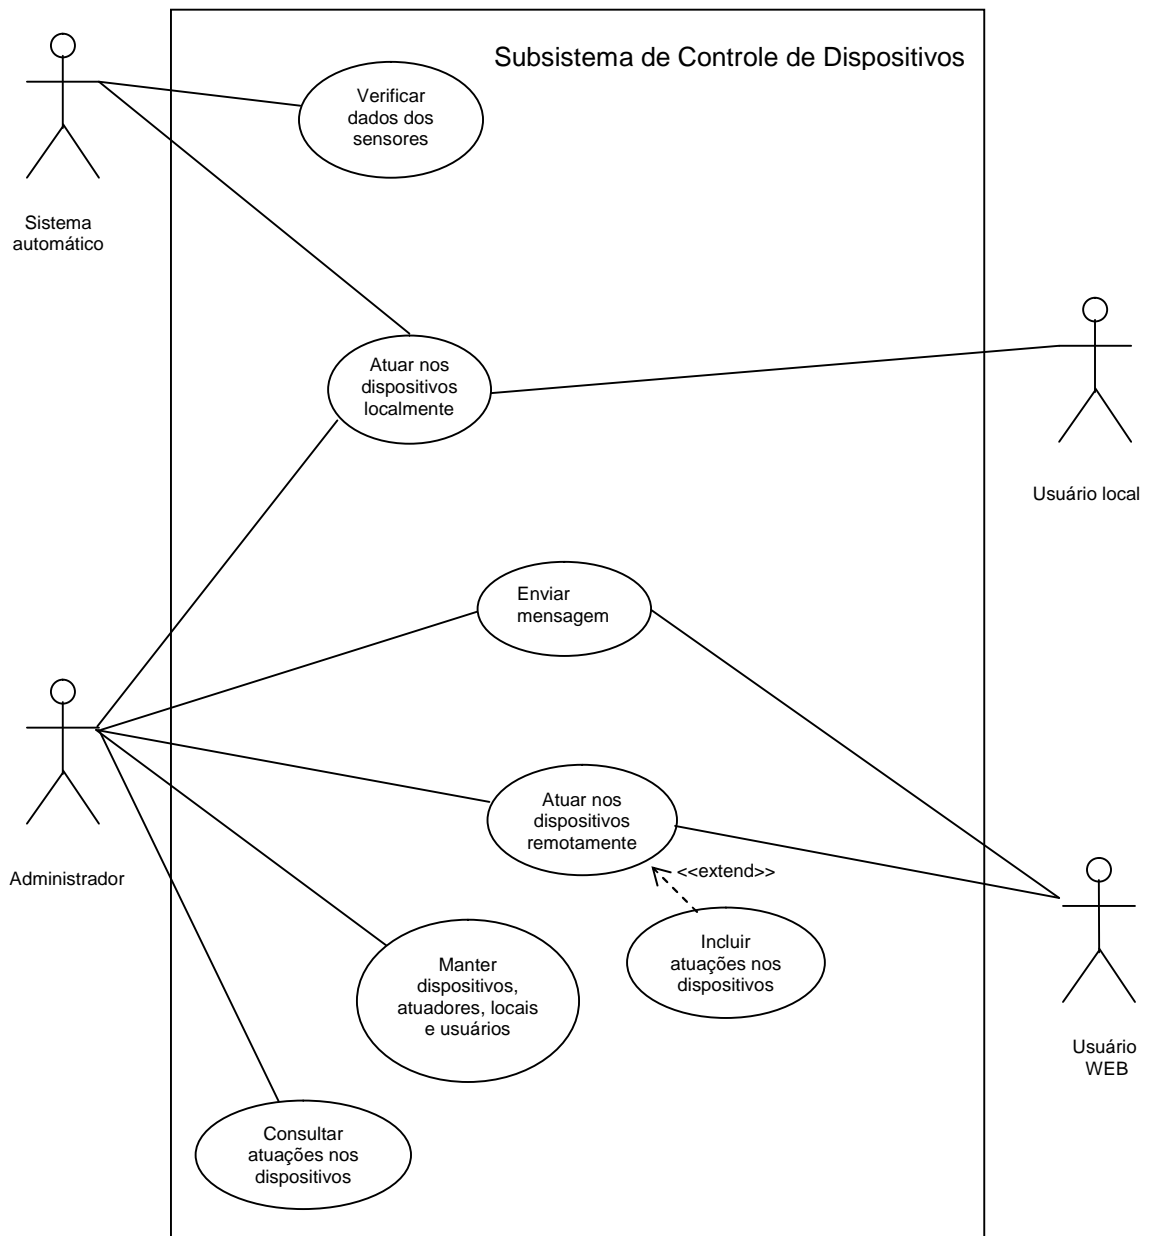 Subsistema de Controle de Dispositivos
Verificar
dados dos
sensores
Sistema
automático
Atuar nos
dispositivos
localmente
Usuário local
Enviar
mensagem
Atuar nos
dispositivos
remotamente
<<extend>>
Administrador
Incluir
atuações nos
dispositivos
Manter
dispositivos,
atuadores, locais
e usuários
Usuário
WEB
Consultar
atuações nos
dispositivos